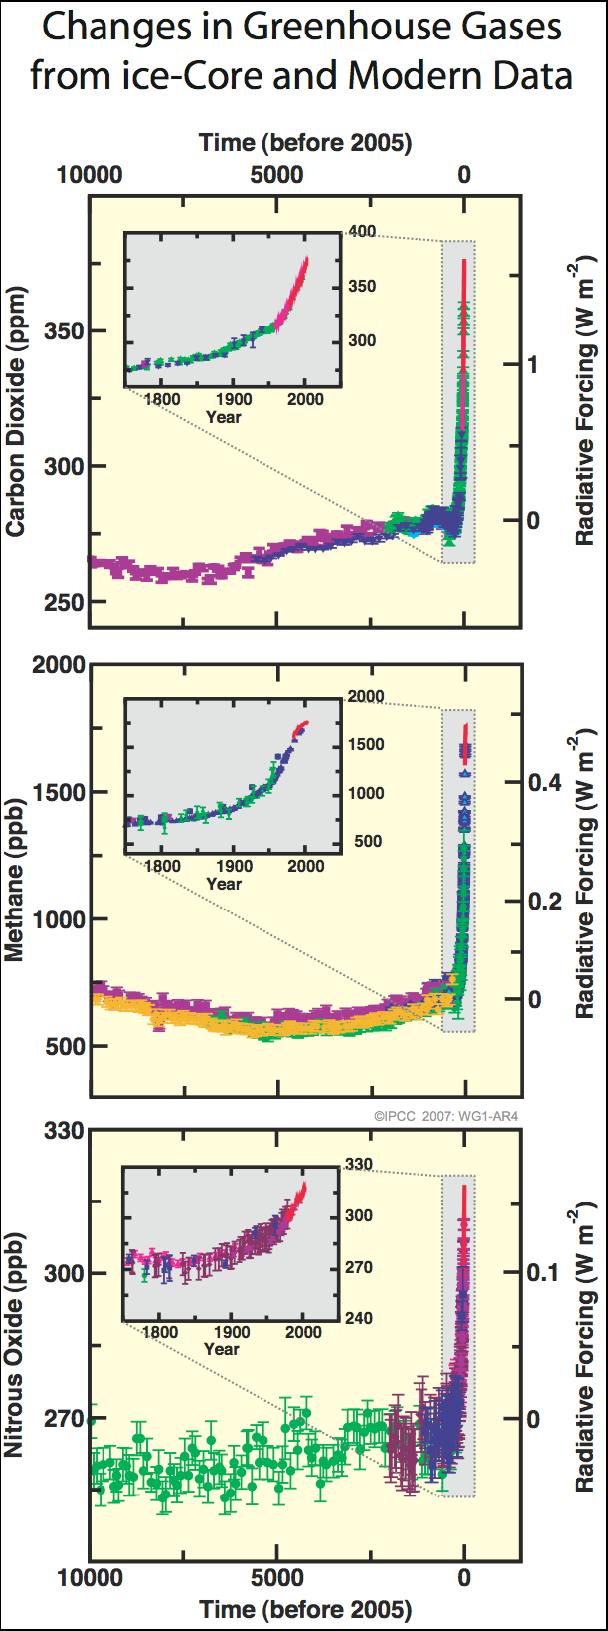 Changes in Greenhouse Gases
from ice-Core and Modern Data
Time (before 2005)
10000 5000 0
Carbon Dioxide (ppm)
350
300
250
400
350
300
1800 1900 2000
Year
1
0
Radiative Forcing (W m-2)
Methane (ppb)
2000
1500
1000
500
2000
1500
1000
500
1800 1900 2000
Year
0.4
0.2
0
Radiative Forcing (W m-2)
©IPCC 2007: WG1-AR4
Nitrous Oxide (ppb)
330
300
270
330
300
270
240
1800 1900 2000
Year
0.1
0
Radiative Forcing (W m-2)
10000 5000 0
Time (before 2005)